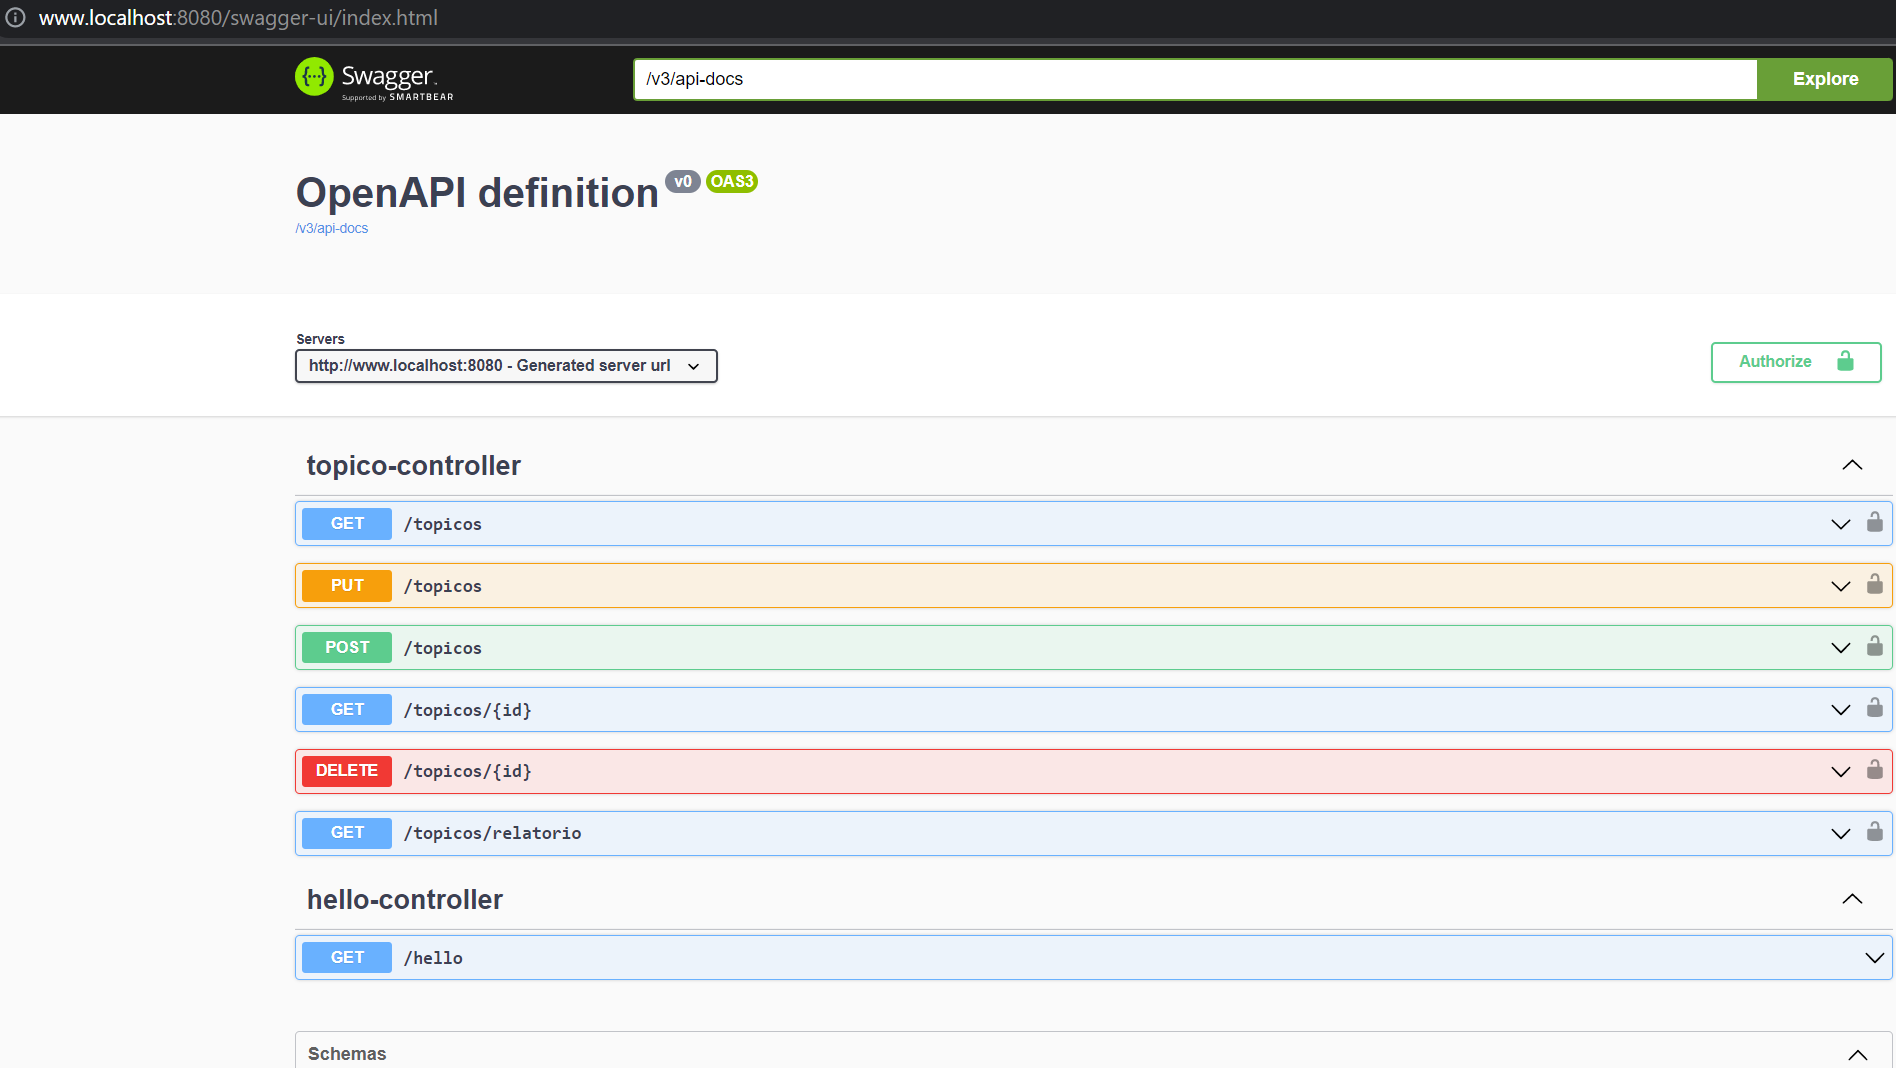 www.localhost:8080/swagger-ui/index.html
{···} Swagger™
Supported by SMARTBEAR
/v3/api-docs
Explore
OpenAPI definition v0 OAS3
/v3/api-docs
Servers
http://www.localhost:8080 - Generated server url
Authorize
topico-controller
GET /topicos
PUT /topicos
POST /topicos
GET /topicos/{id}
DELETE /topicos/{id}
GET /topicos/relatorio
hello-controller
GET /hello
Schemas